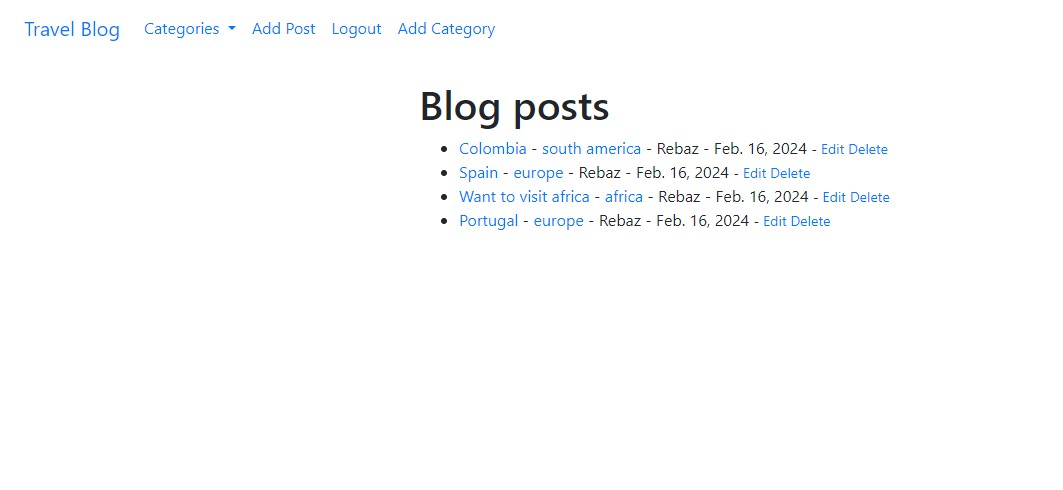 Travel Blog Categories Add Post Logout Add Category
Blog posts
Colombia - south america - Rebaz - Feb. 16, 2024 - Edit Delete
Spain - europe - Rebaz - Feb. 16, 2024 - Edit Delete
Want to visit africa - africa - Rebaz - Feb. 16, 2024 - Edit Delete
Portugal - europe - Rebaz - Feb. 16, 2024 - Edit Delete